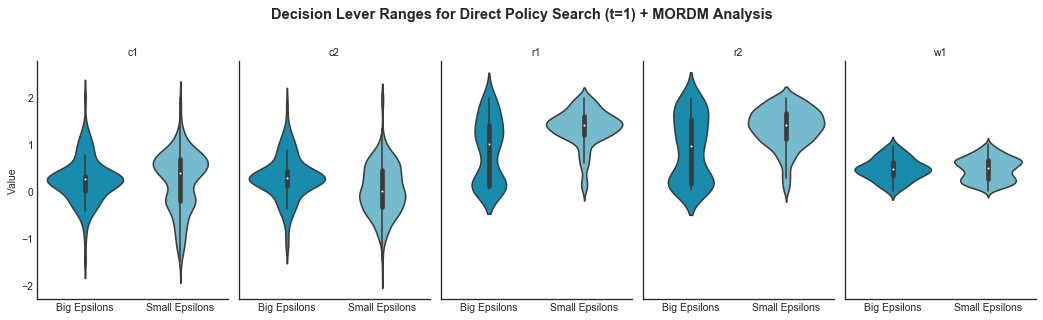 Decision Lever Ranges for Direct Policy Search (t=1) + MORDM Analysis
c1 c2 r1 r2 w1
2
1
0
−1
−2
Value
Big Epsilons Small Epsilons Big Epsilons Small Epsilons Big Epsilons Small Epsilons Big Epsilons Small Epsilons Big Epsilons Small Epsilons